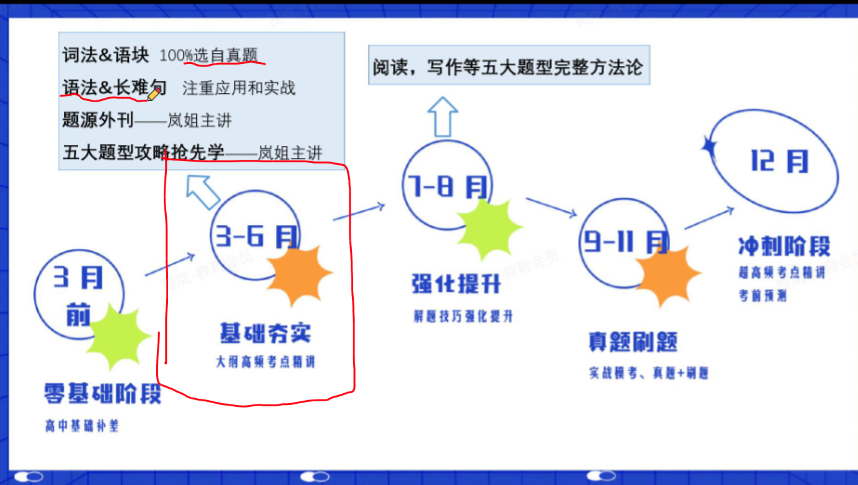 词法&语块 100%选自真题
语法&长难句 注重应用和实战
题源外刊——岚姐主讲
五大题型攻略抢先学——岚姐主讲
阅读，写作等五大题型完整方法论
3月
前
零基础阶段
高中基础补差
3-6月
基础夯实
大纲高频考点精讲
7-8月
强化提升
解题技巧强化提升
9-11月
真题刷题
实战模考、真题+刷题
12月
冲刺阶段
超高频考点精讲
考前预测